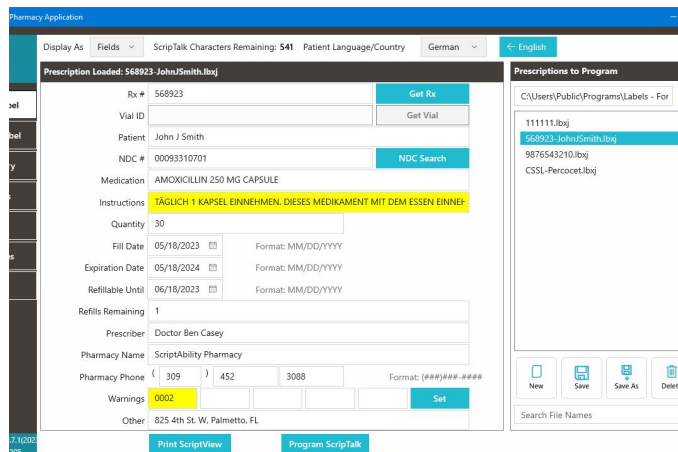 Pharmacy Application
Display As Fields ScripTalk Characters Remaining: 541 Patient Language/Country German ← English
Prescription Loaded: 568923-JohnJSmith.lbxj
Rx # 568923 Get Rx
Vial ID Get Vial
Patient John J Smith
NDC # 00093310701 NDC Search
Medication AMOXICILLIN 250 MG CAPSULE
Instructions TÄGLICH 1 KAPSEL EINNEHMEN. DIESES MEDIKAMENT MIT DEM ESSEN EINNEH
Quantity 30
Fill Date 05/18/2023 Format: MM/DD/YYYY
Expiration Date 05/18/2024 Format: MM/DD/YYYY
Refillable Until 06/18/2023 Format: MM/DD/YYYY
Refills Remaining 1
Prescriber Doctor Ben Casey
Pharmacy Name ScriptAbility Pharmacy
Pharmacy Phone ( 309 ) 452 3088 Format: (###)###-####
Warnings 0002 Set
Other 825 4th St. W, Palmetto, FL
Print ScriptView Program ScripTalk
Prescriptions to Program
C:\Users\Public\Programs\Labels - For
111111.lbxj
568923-JohnJSmith.lbxj
9876543210.lbxj
CSSL-Percocet.lbxj
New Save Save As Delet
Search File Names